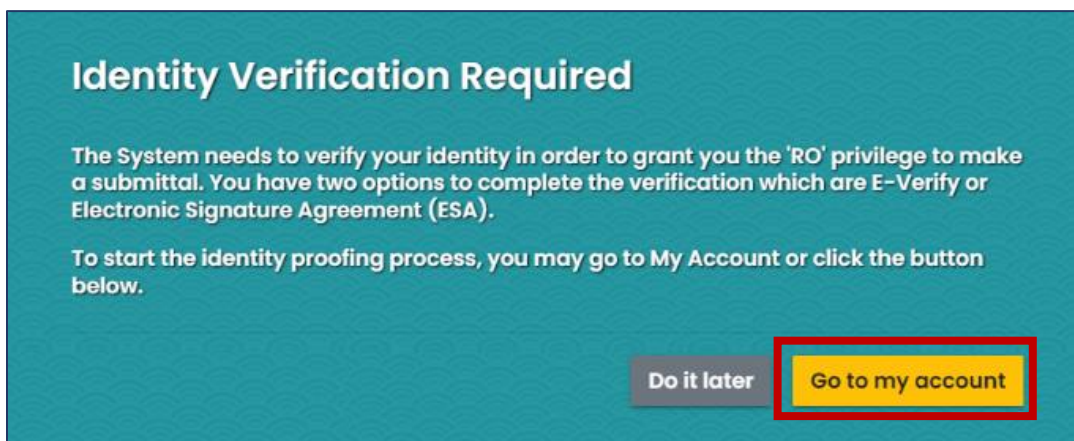 Identity Verification Required
The System needs to verify your identity in order to grant you the 'RO' privilege to make
a submittal. You have two options to complete the verification which are E-Verify or
Electronic Signature Agreement (ESA).
To start the identity proofing process, you may go to My Account or click the button
below.
Do it later Go to my account